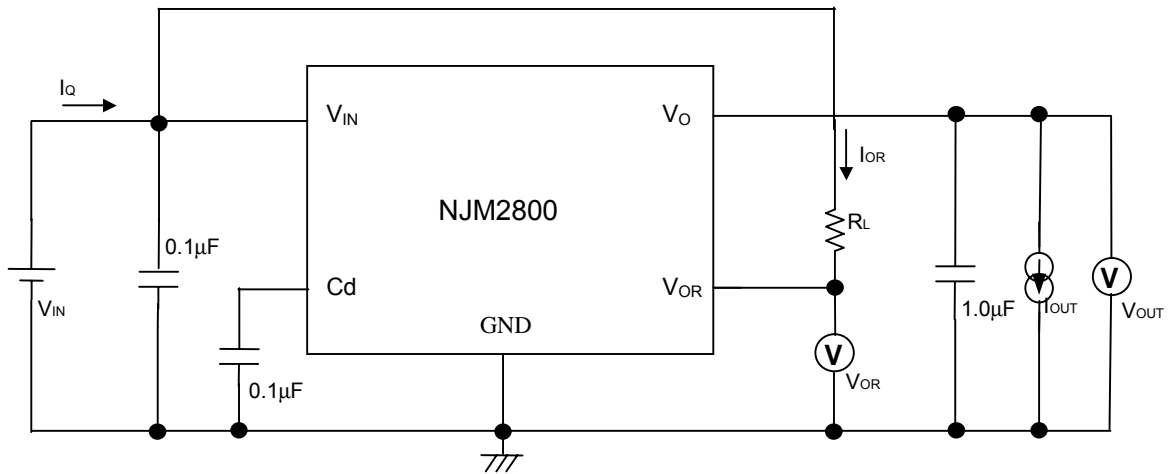 IQ
VIN
VO
IOR
NJM2800
RL
0.1µF
Cd
VOR
VIN
GND
1.0µF
IOUT
V
VOUT
V
VOR
0.1µF